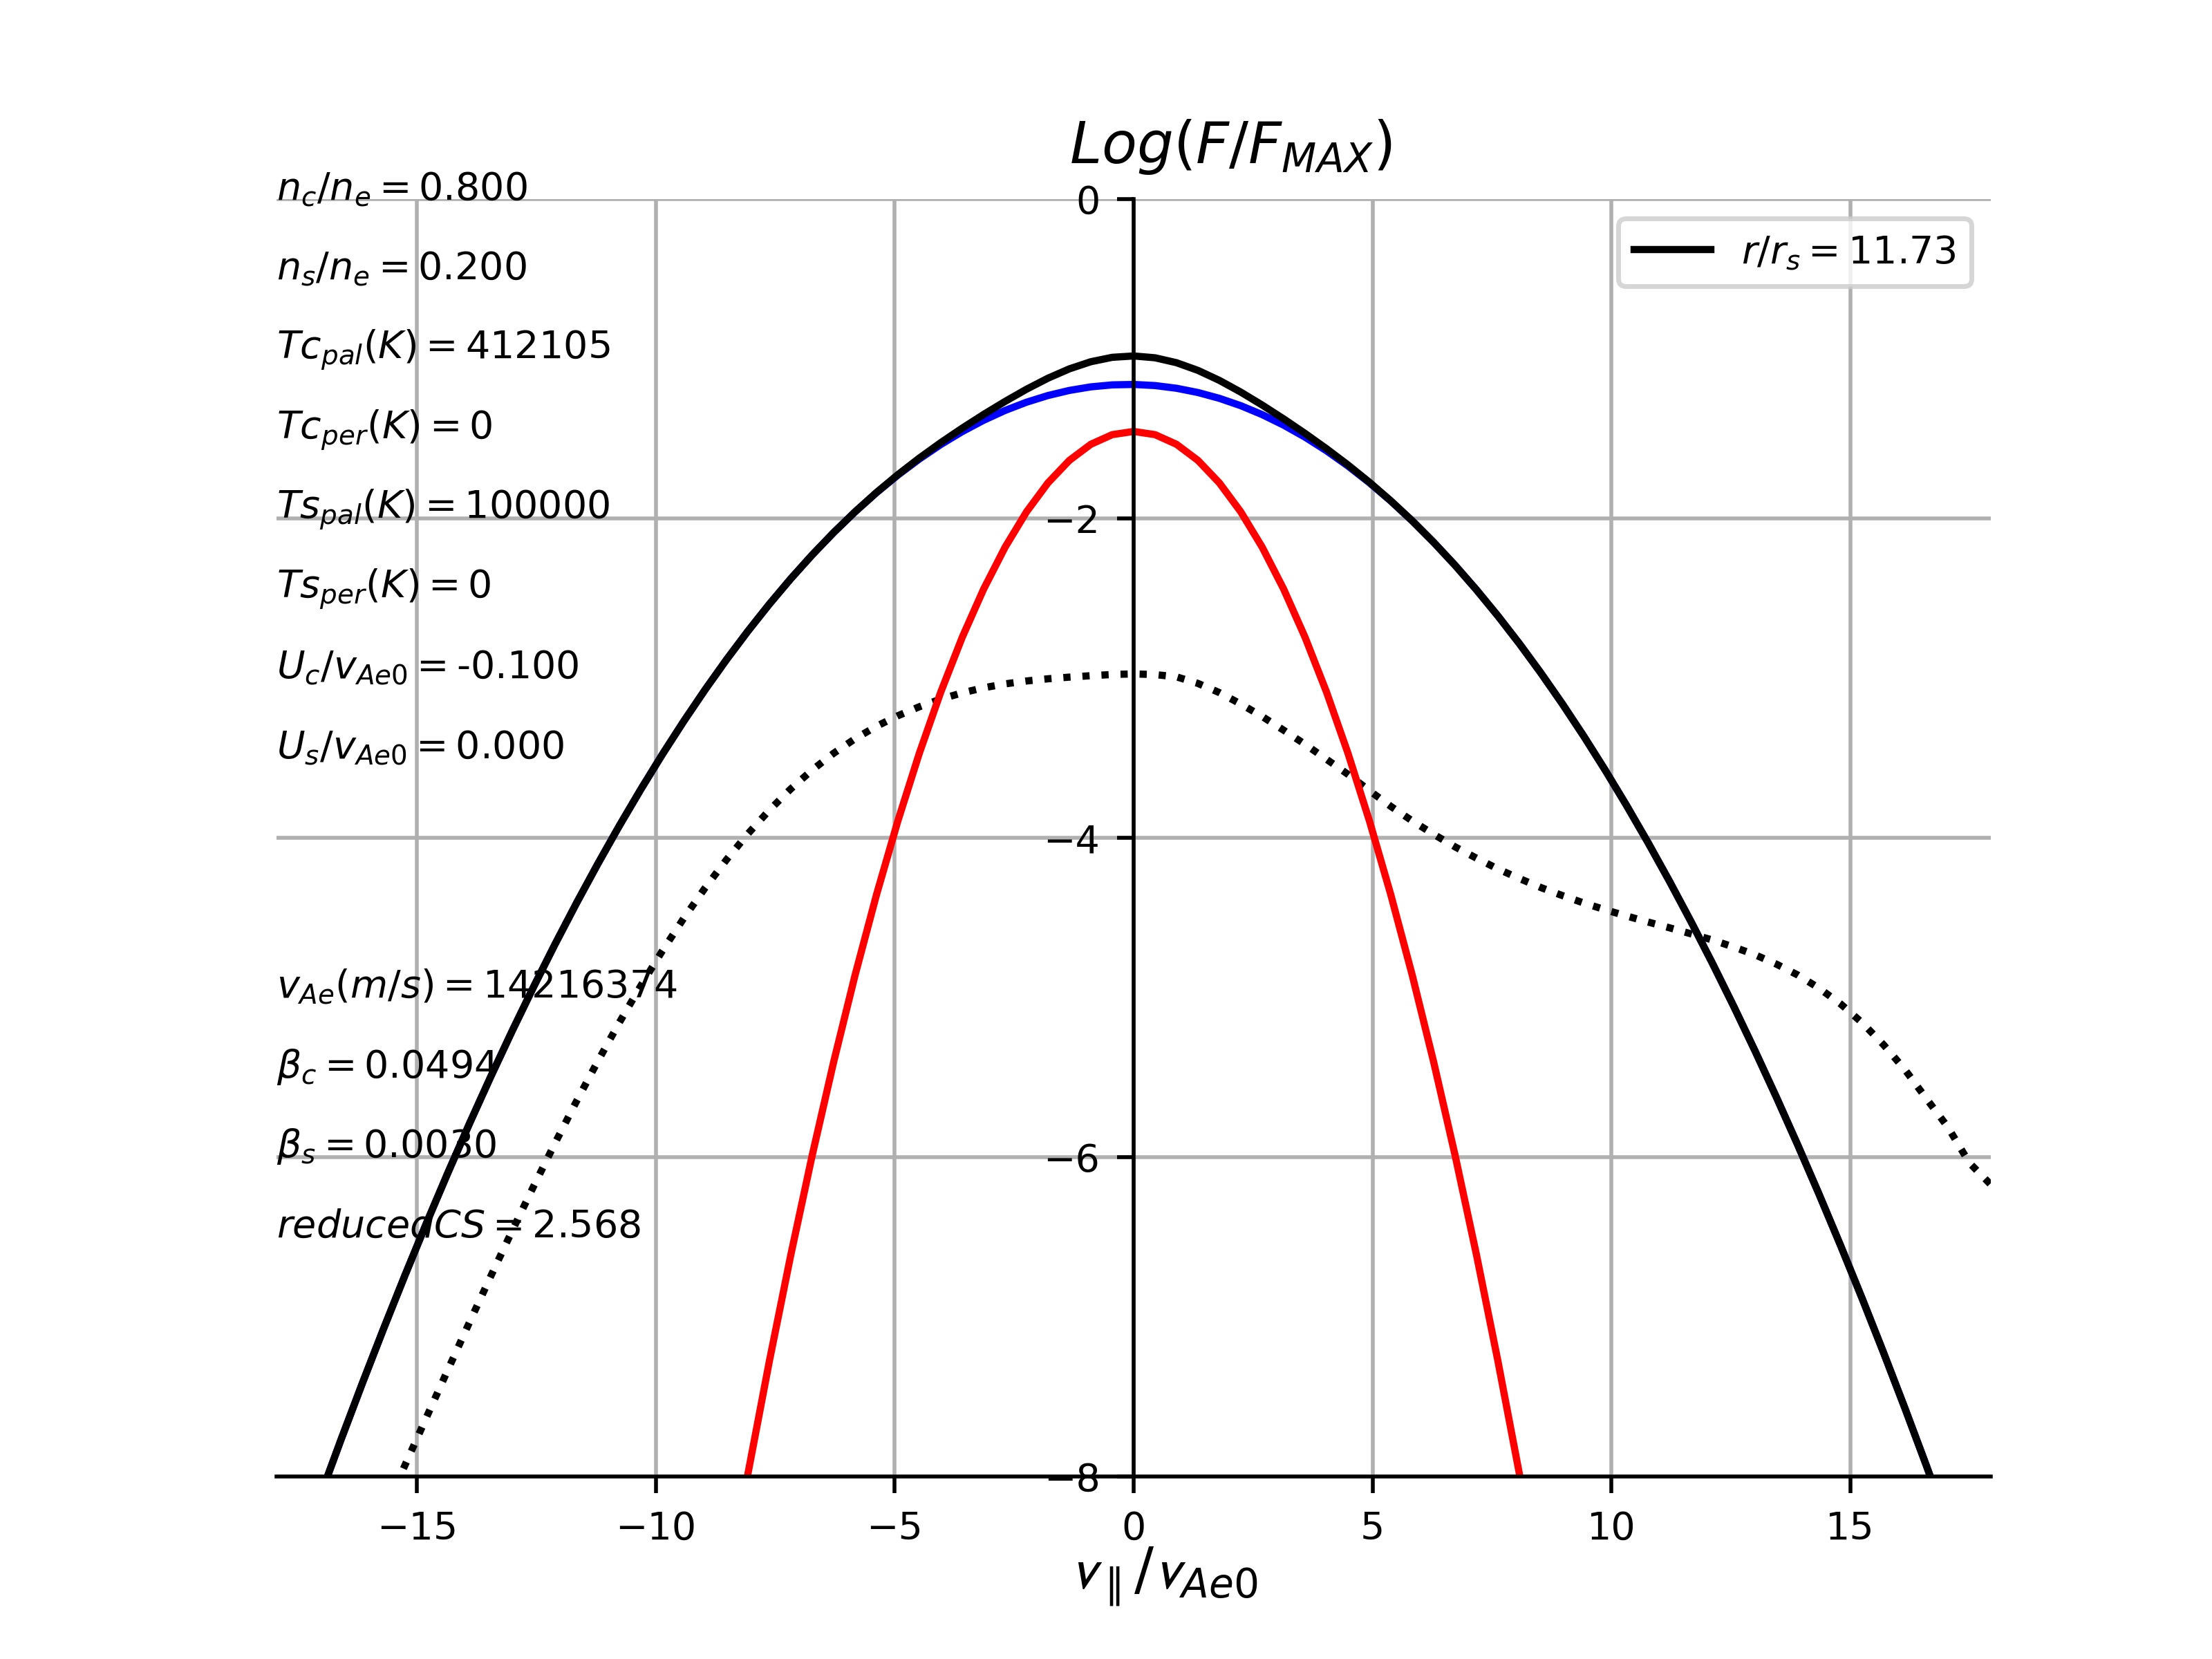 Log(F/F_MAX)
n_c/n_e = 0.800
n_s/n_e = 0.200
Tc_pal(K) = 412105
Tc_per(K) = 0
Ts_pal(K) = 100000
Ts_per(K) = 0
U_c/v_Ae0 = -0.100
U_s/v_Ae0 = 0.000
v_Ae(m/s) = 14216374
β_c = 0.0494
β_s = 0.0030
reducedCS = 2.568
r/r_s = 11.73
0
−2
−4
−6
−8
−15 −10 −5 0 5 10 15
v_∥/v_Ae0